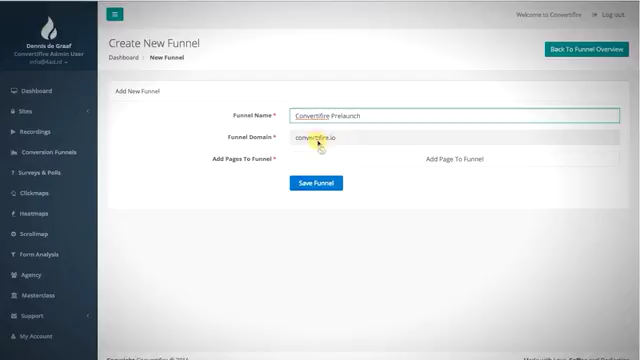 Welcome to Convertifire
Log out
Dennis de Graaf
Convertifire Admin User
Create New Funnel
Dashboard
New Funnel
Back To Funnel Overview
Dashboard
Sites
Recordings
Conversion Funnels
Surveys & Polls
Clickmaps
Heatmaps
Scrollmap
Form Analysis
Agency
Masterclass
Support
My Account
Add New Funnel
Funnel Name *
Convertifire Prelaunch
Funnel Domain *
convertifire.io
Add Pages To Funnel *
Add Page To Funnel
Save Funnel